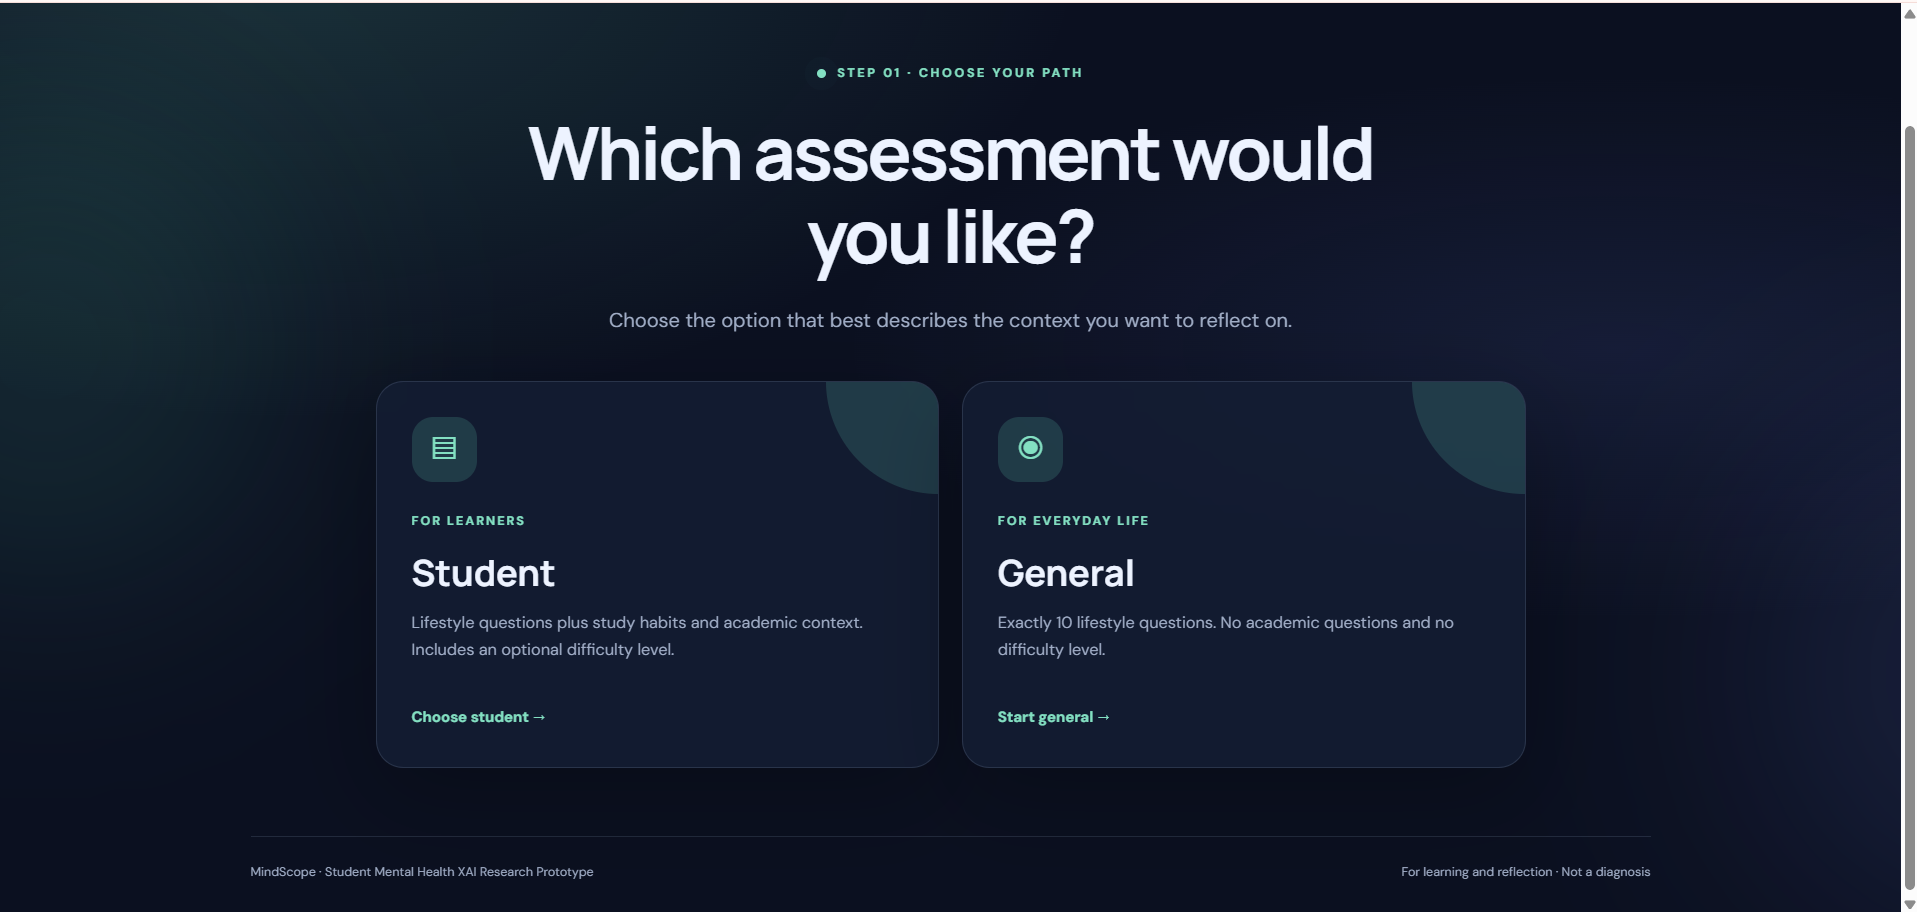 STEP 01 · CHOOSE YOUR PATH
Which assessment would
you like?
Choose the option that best describes the context you want to reflect on.
FOR LEARNERS
Student
Lifestyle questions plus study habits and academic context.
Includes an optional difficulty level.
Choose student →
FOR EVERYDAY LIFE
General
Exactly 10 lifestyle questions. No academic questions and no
difficulty level.
Start general →
MindScope · Student Mental Health XAI Research Prototype
For learning and reflection · Not a diagnosis